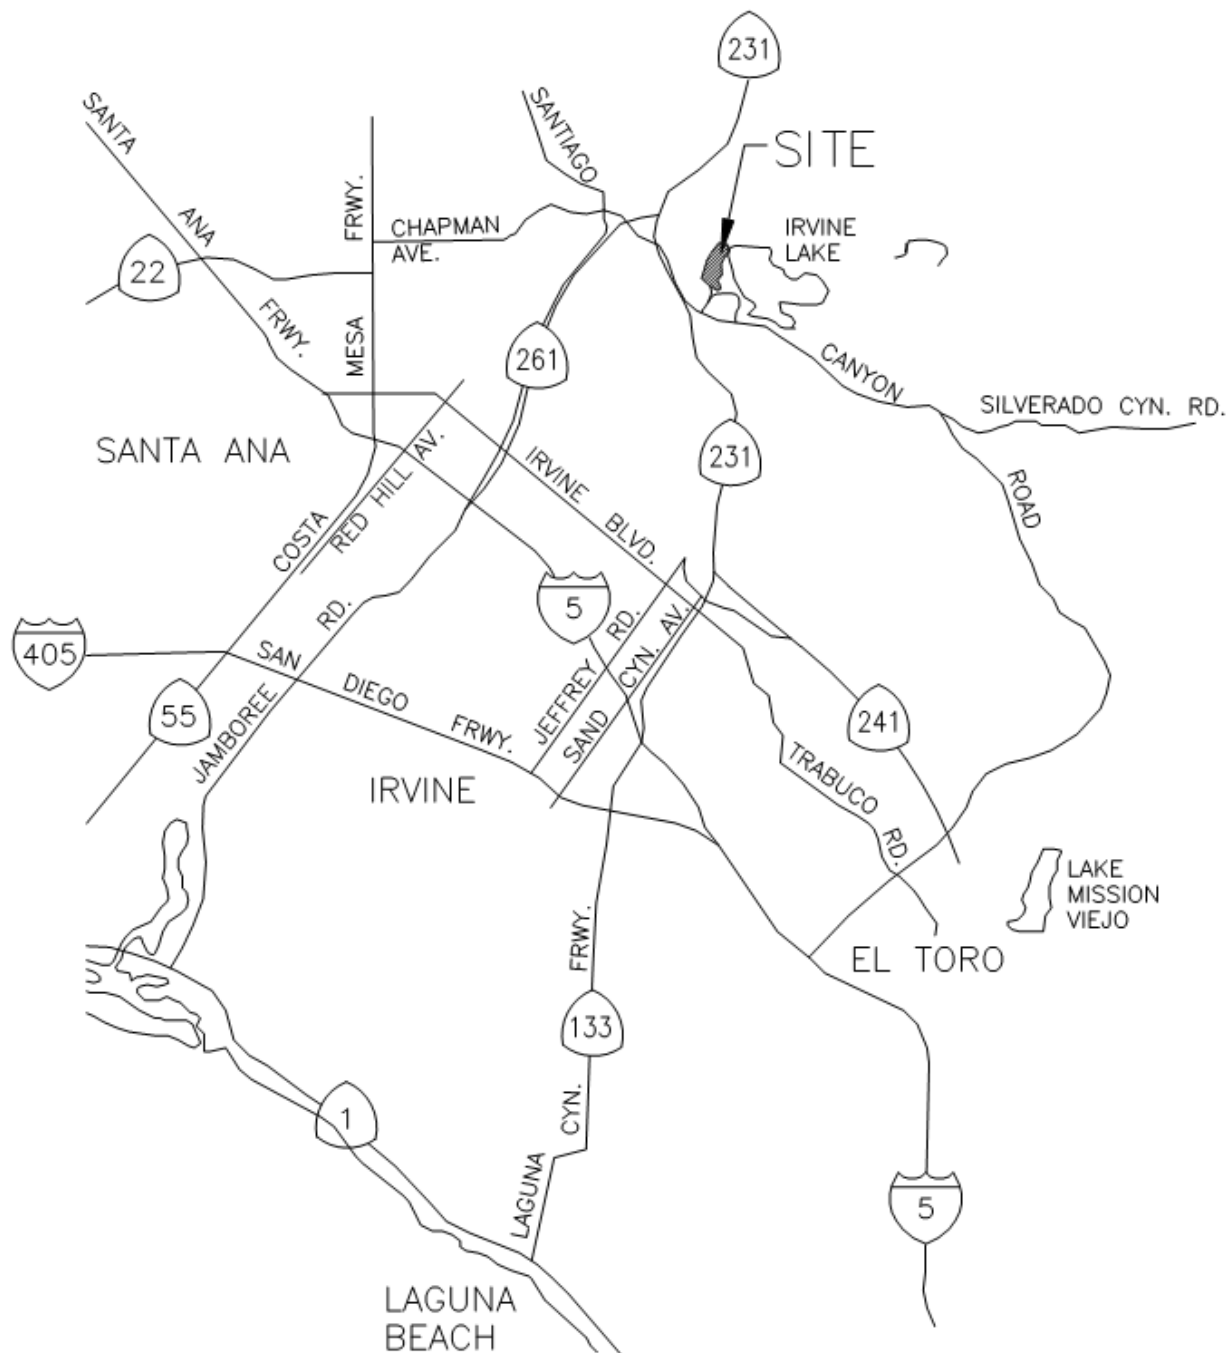 231
SANTA
SANTIAGO
SITE
ANA
FRWY.
CHAPMAN
AVE.
IRVINE
LAKE
22
FRWY.
MESA
261
CANYON
SILVERADO CYN. RD.
SANTA ANA
RED HILL AV.
IRVINE
BLVD.
231
ROAD
COSTA
RD.
5
JEFFREY
RD.
SAND
CYN.
AV.
405
SAN
DIEGO
FRWY.
55
JAMBOREE
241
IRVINE
TRABUCO
RD.
LAKE
MISSION
VIEJO
EL TORO
FRWY.
133
CYN.
LAGUNA
1
5
LAGUNA
BEACH